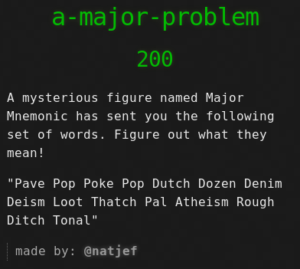 a-major-problem
200
A mysterious figure named Major
Mnemonic has sent you the following
set of words. Figure out what they
mean!
"Pave Pop Poke Pop Dutch Dozen Denim
Deism Loot Thatch Pal Atheism Rough
Ditch Tonal"
made by: @natjef